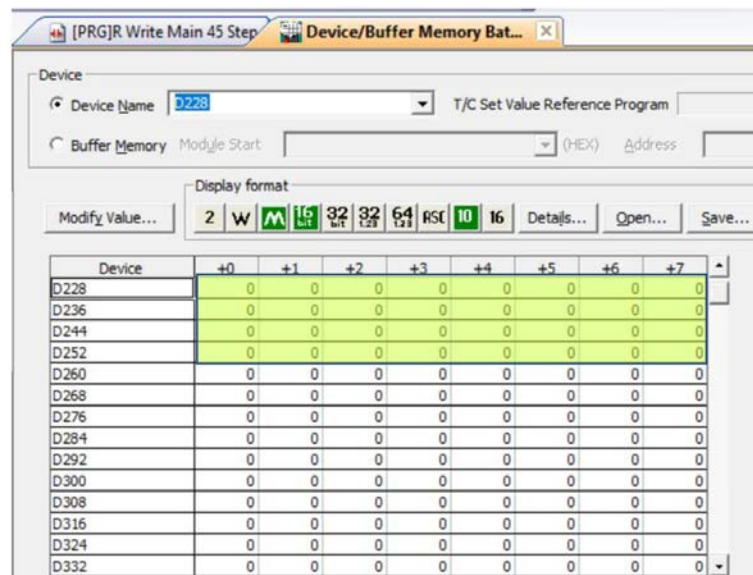 [PRG]R Write Main 45 Step Device/Buffer Memory Bat...
Device
Device Name D228 T/C Set Value Reference Program
Buffer Memory Module Start (HEX) Address
Display format
Modify Value... 2 W M 16 bit 32 bit 32 1.23 64 1.23 ASC 10 16 Details... Open... Save...
Device +0 +1 +2 +3 +4 +5 +6 +7
D228 0 0 0 0 0 0 0 0
D236 0 0 0 0 0 0 0 0
D244 0 0 0 0 0 0 0 0
D252 0 0 0 0 0 0 0 0
D260 0 0 0 0 0 0 0 0
D268 0 0 0 0 0 0 0 0
D276 0 0 0 0 0 0 0 0
D284 0 0 0 0 0 0 0 0
D292 0 0 0 0 0 0 0 0
D300 0 0 0 0 0 0 0 0
D308 0 0 0 0 0 0 0 0
D316 0 0 0 0 0 0 0 0
D324 0 0 0 0 0 0 0 0
D332 0 0 0 0 0 0 0 0